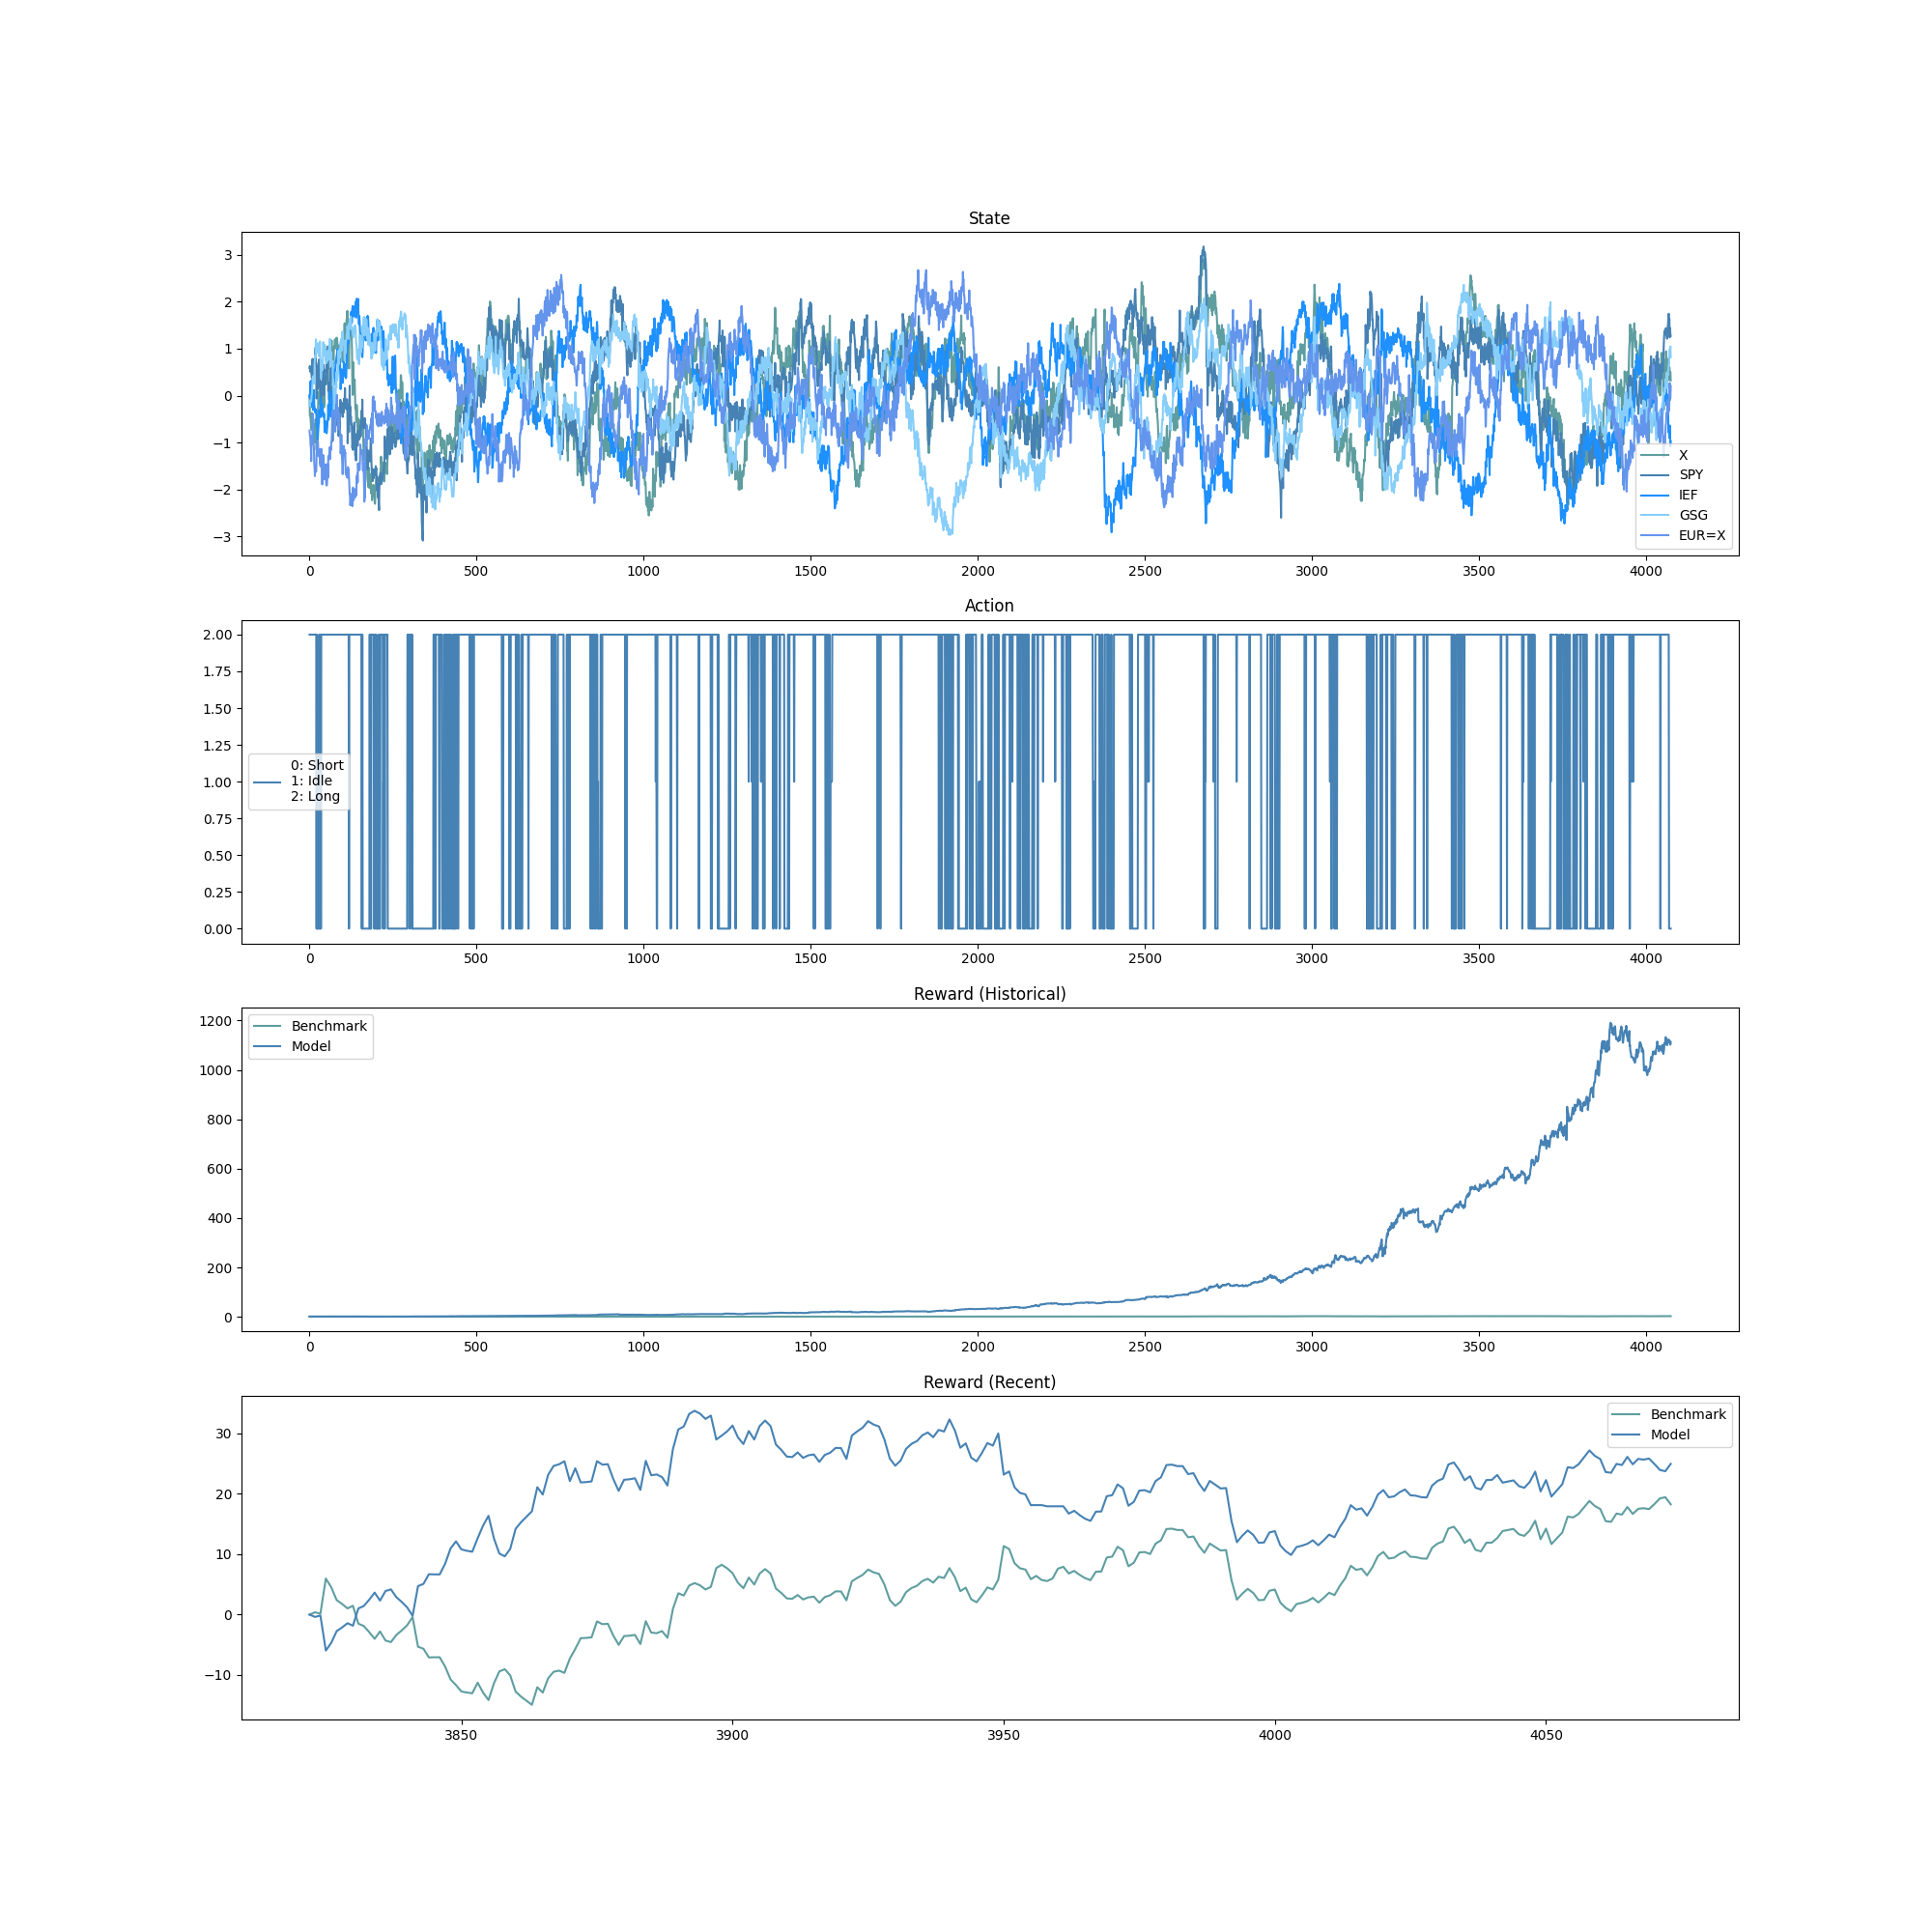 State
3
2
1
0
−1
−2
−3
X
SPY
IEF
GSG
EUR=X
0 500 1000 1500 2000 2500 3000 3500 4000
Action
2.00
1.75
1.50
1.25
1.00
0.75
0.50
0.25
0.00
0: Short
1: Idle
2: Long
0 500 1000 1500 2000 2500 3000 3500 4000
Reward (Historical)
1200
1000
800
600
400
200
0
Benchmark
Model
0 500 1000 1500 2000 2500 3000 3500 4000
Reward (Recent)
30
20
10
0
−10
Benchmark
Model
3850 3900 3950 4000 4050